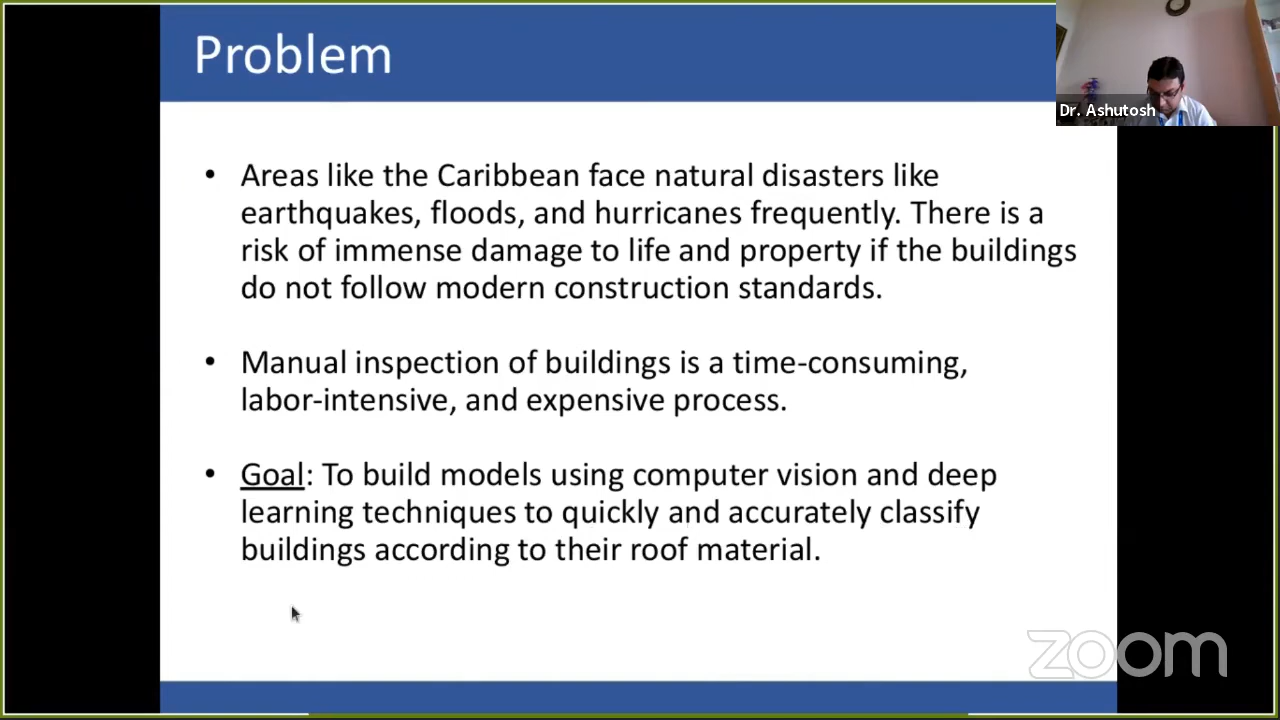 Problem
Dr. Ashutosh
• Areas like the Caribbean face natural disasters like
earthquakes, floods, and hurricanes frequently. There is a
risk of immense damage to life and property if the buildings
do not follow modern construction standards.
• Manual inspection of buildings is a time-consuming,
labor-intensive, and expensive process.
• Goal: To build models using computer vision and deep
learning techniques to quickly and accurately classify
buildings according to their roof material.
zoom